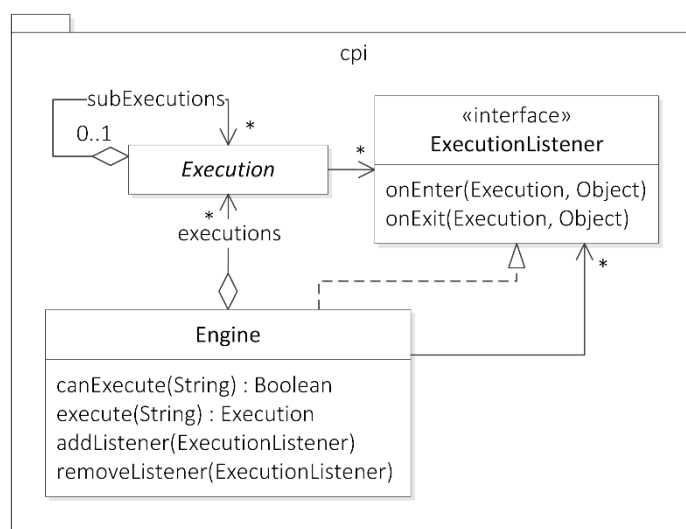 cpi
subExecutions
0..1
*
Execution
*
«interface»
ExecutionListener
onEnter(Execution, Object)
onExit(Execution, Object)
*
executions
*
Engine
canExecute(String) : Boolean
execute(String) : Execution
addListener(ExecutionListener)
removeListener(ExecutionListener)